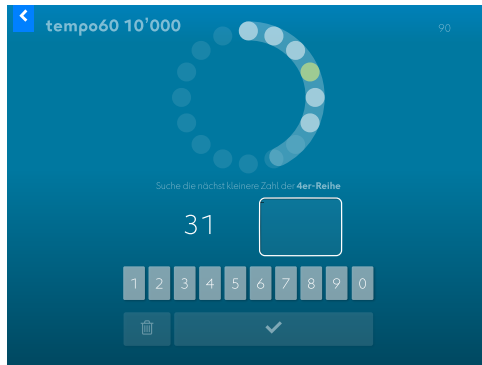 tempo60 10’000
90
Suche die nächst kleinere Zahl der 4er-Reihe
31
1 2 3 4 5 6 7 8 9 0